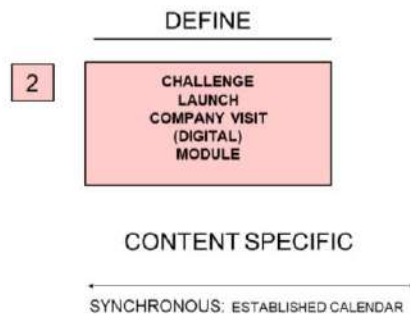 DEFINE
2
CHALLENGE
LAUNCH
COMPANY VISIT
(DIGITAL)
MODULE
CONTENT SPECIFIC
SYNCHRONOUS: ESTABLISHED CALENDAR